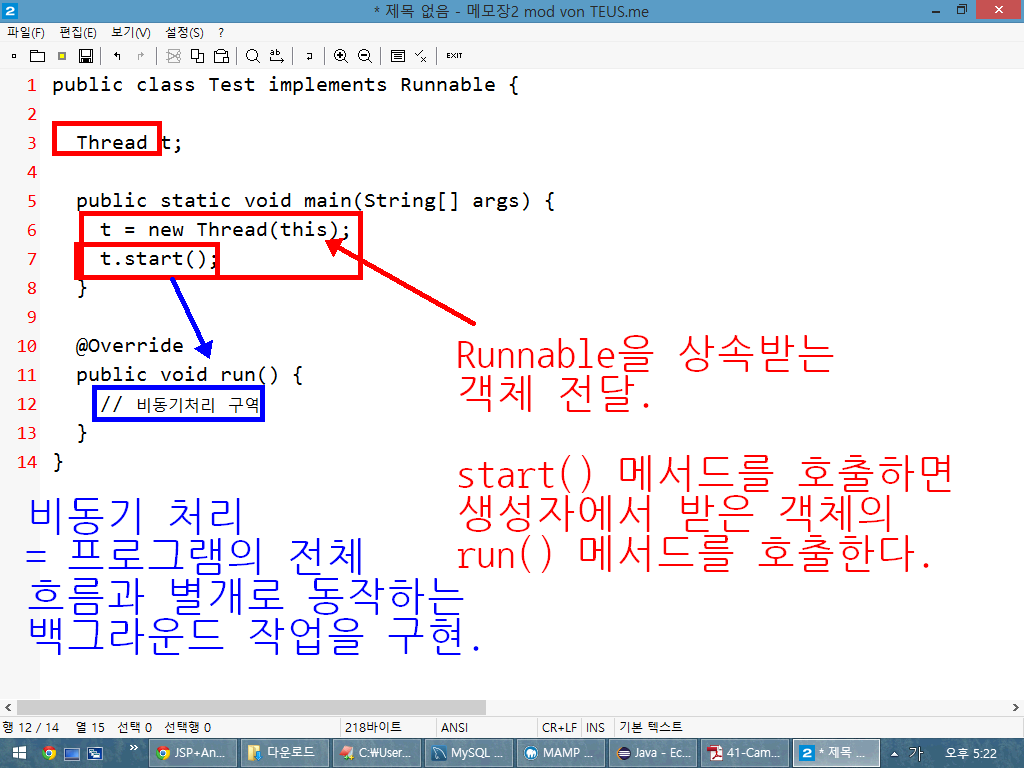 * 제목 없음 - 메모장2 mod von TEUS.me
파일(F) 편집(E) 보기(V) 설정(S) ?
EXIT
1 public class Test implements Runnable {
2
3 Thread t;
4
5 public static void main(String[] args) {
6 t = new Thread(this);
7 t.start();
8 }
9
10 @Override
11 public void run() {
12 // 비동기처리 구역
13 }
14 }
Runnable을 상속받는
객체 전달.
start() 메서드를 호출하면
생성자에서 받은 객체의
run() 메서드를 호출한다.
비동기 처리
= 프로그램의 전체
흐름과 별개로 동작하는
백그라운드 작업을 구현.
행 12 / 14 열 15 선택 0 선택행 0 218바이트 ANSI CR+LF INS 기본 텍스트
JSP+An... 다운로드 C:₩User... MySQL ... MAMP ... Java - Ec... 41-Cam... * 제목 ... 가 오후 5:22